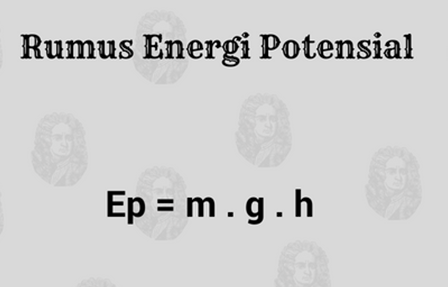 Rumus Energi Potensial
Ep = m . g . h